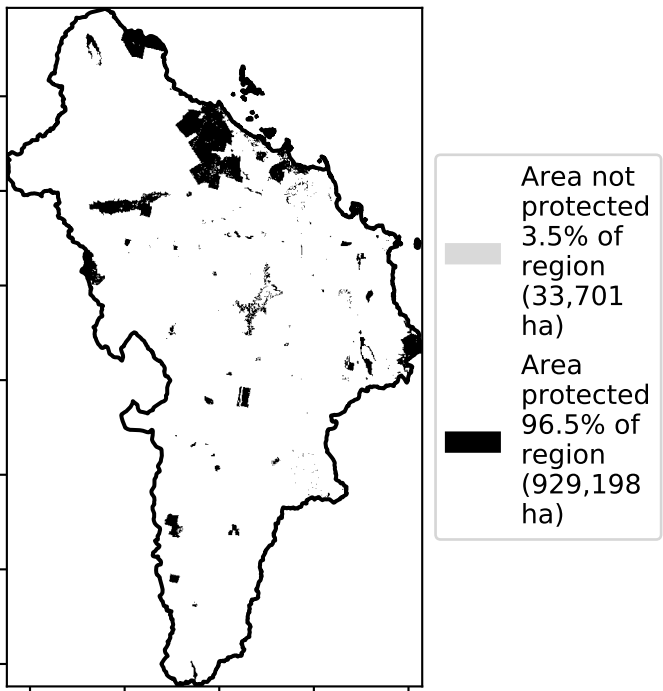 Area not
protected
3.5% of
region
(33,701
ha)
Area
protected
96.5% of
region
(929,198
ha)